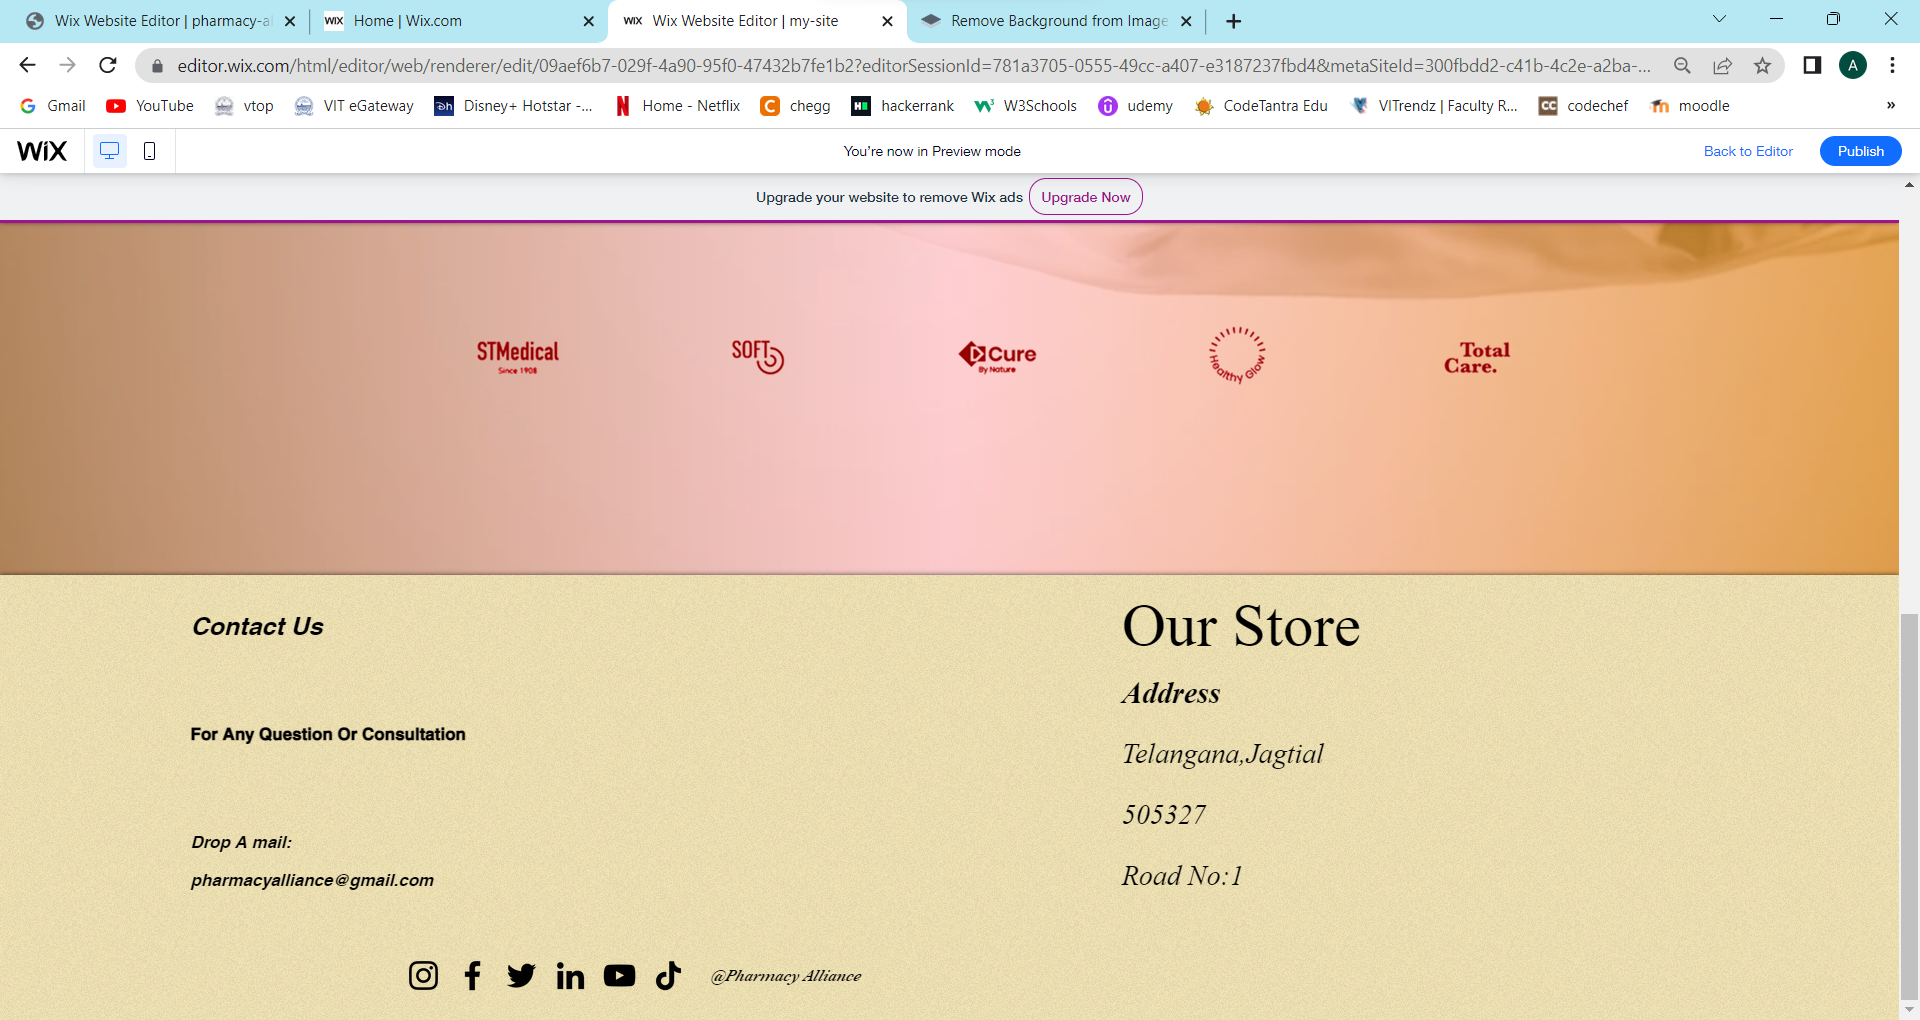 Wix Website Editor | pharmacy-al
Home | Wix.com
Wix Website Editor | my-site
Remove Background from Image
editor.wix.com/html/editor/web/renderer/edit/09aef6b7-029f-4a90-95f0-47432b7fe1b2?editorSessionId=781a3705-0555-49cc-a407-e3187237fbd4&metaSiteId=300fbdd2-c41b-4c2e-a2ba-...
A
Gmail
YouTube
vtop
VIT eGateway
Disney+ Hotstar -...
Home - Netflix
chegg
hackerrank
W3Schools
udemy
CodeTantra Edu
VITrendz | Faculty R...
codechef
moodle
»
WiX
You're now in Preview mode
Back to Editor
Publish
Upgrade your website to remove Wix ads
Upgrade Now
STMedical
Since 1908
SOFT
Cure
By Nature
Healthy Glow
Total
Care.
Contact Us
For Any Question Or Consultation
Drop A mail:
pharmacyalliance@gmail.com
Our Store
Address
Telangana,Jagtial
505327
Road No:1
@Pharmacy Alliance